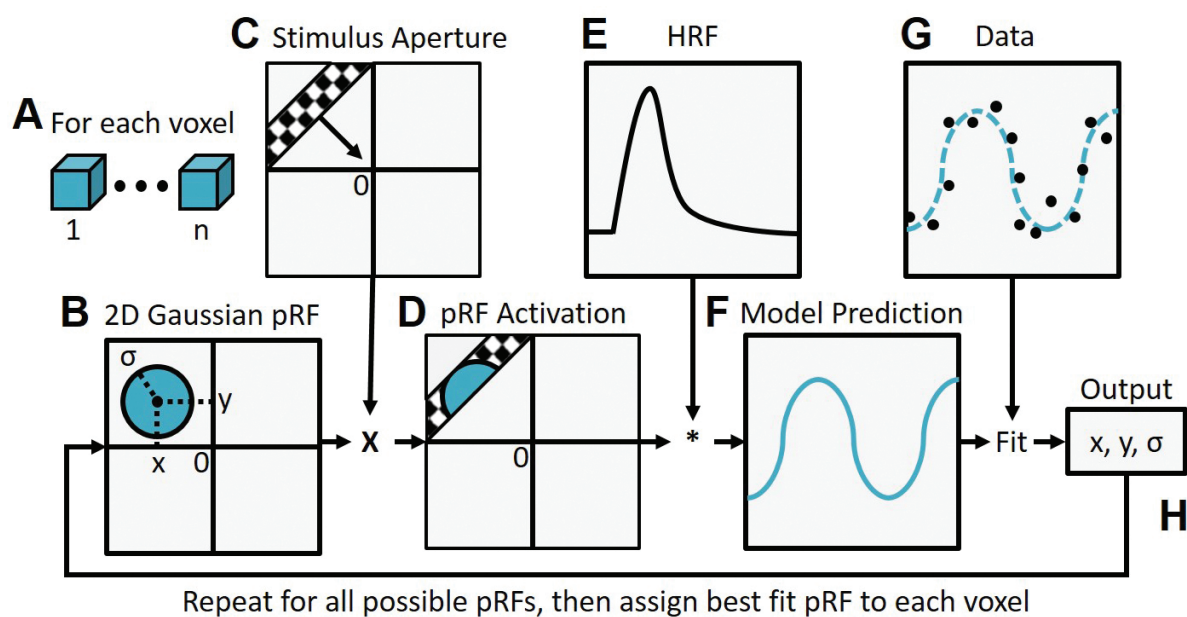 A For each voxel
1 n
C Stimulus Aperture
0
E HRF
G Data
B 2D Gaussian pRF
σ
y
x 0
X
D pRF Activation
0
*
F Model Prediction
Fit
Output
x, y, σ
H
Repeat for all possible pRFs, then assign best fit pRF to each voxel